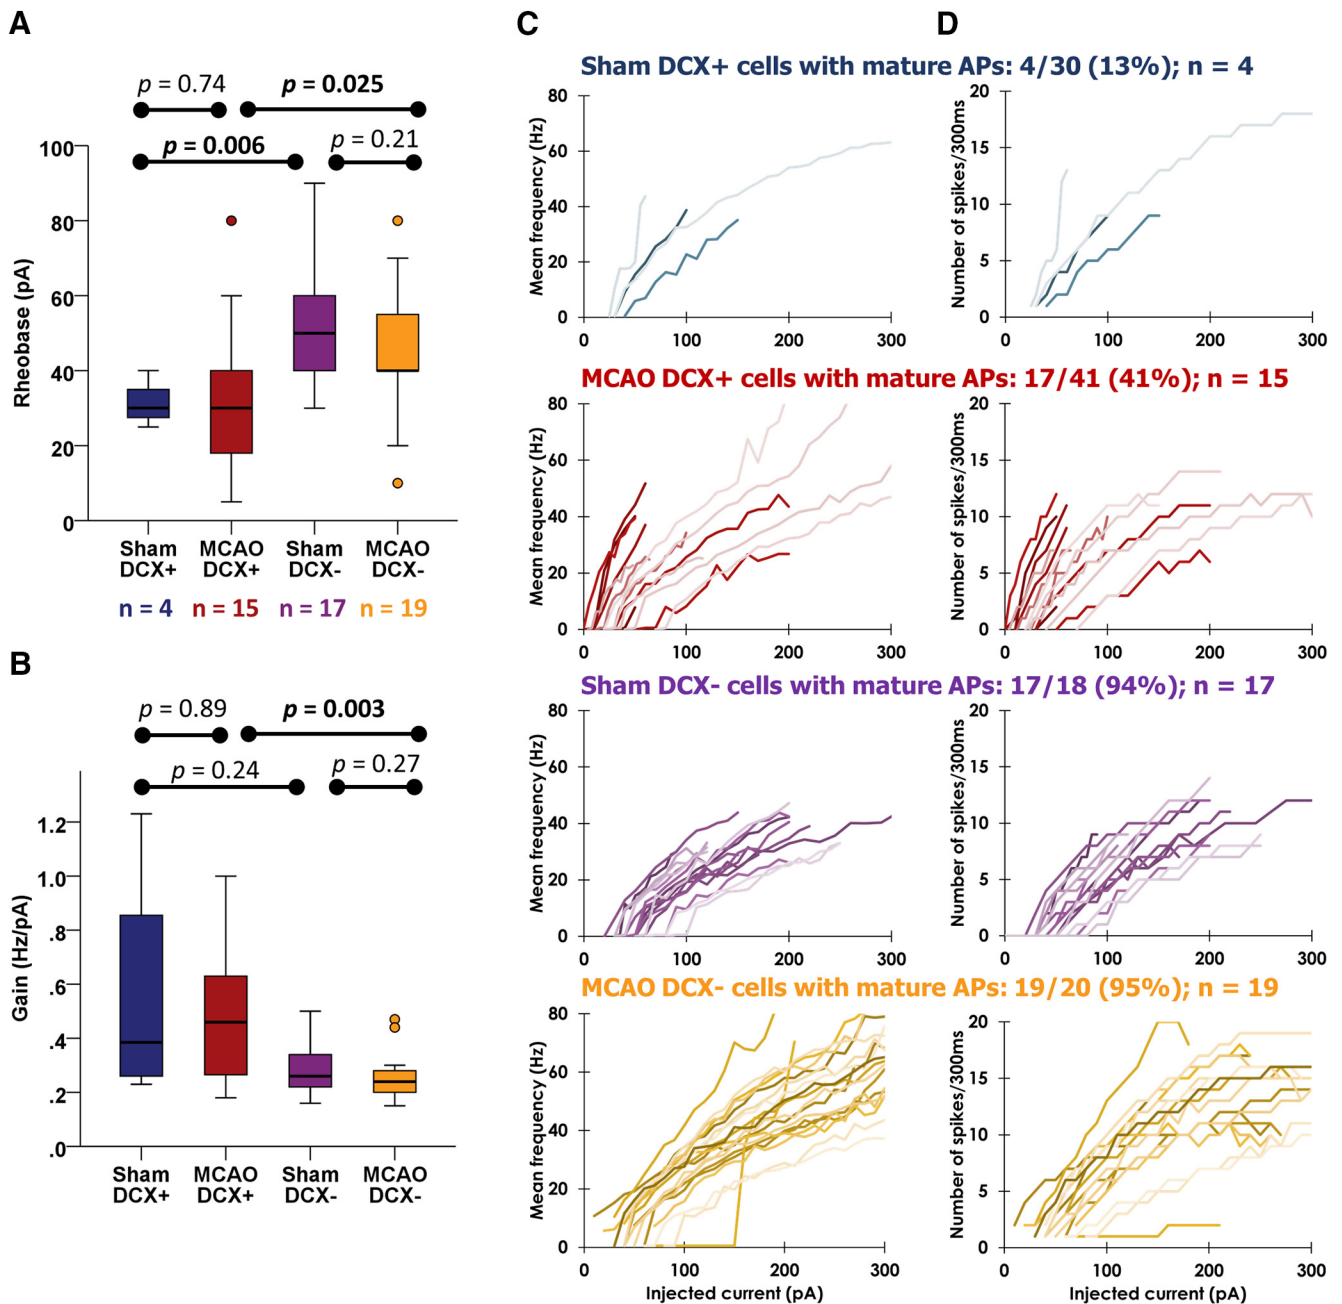 A
p = 0.74
p = 0.025
p = 0.006
p = 0.21
Rheobase (pA)
100
80
60
40
20
0
Sham DCX+
MCAO DCX+
Sham DCX-
MCAO DCX-
n = 4
n = 15
n = 17
n = 19
B
p = 0.89
p = 0.003
p = 0.24
p = 0.27
Gain (Hz/pA)
1.2
1.0
.8
.6
.4
.2
.0
Sham DCX+
MCAO DCX+
Sham DCX-
MCAO DCX-
C
D
Sham DCX+ cells with mature APs: 4/30 (13%); n = 4
Mean frequency (Hz)
80
60
40
20
0
0 100 200 300
Number of spikes/300ms
20
15
10
5
0
0 100 200 300
MCAO DCX+ cells with mature APs: 17/41 (41%); n = 15
Mean frequency (Hz)
80
60
40
20
0
0 100 200 300
Number of spikes/300ms
20
15
10
5
0
0 100 200 300
Sham DCX- cells with mature APs: 17/18 (94%); n = 17
Mean frequency (Hz)
80
60
40
20
0
0 100 200 300
Number of spikes/300ms
20
15
10
5
0
0 100 200 300
MCAO DCX- cells with mature APs: 19/20 (95%); n = 19
Mean frequency (Hz)
80
60
40
20
0
0 100 200 300
Injected current (pA)
Number of spikes/300ms
20
15
10
5
0
0 100 200 300
Injected current (pA)